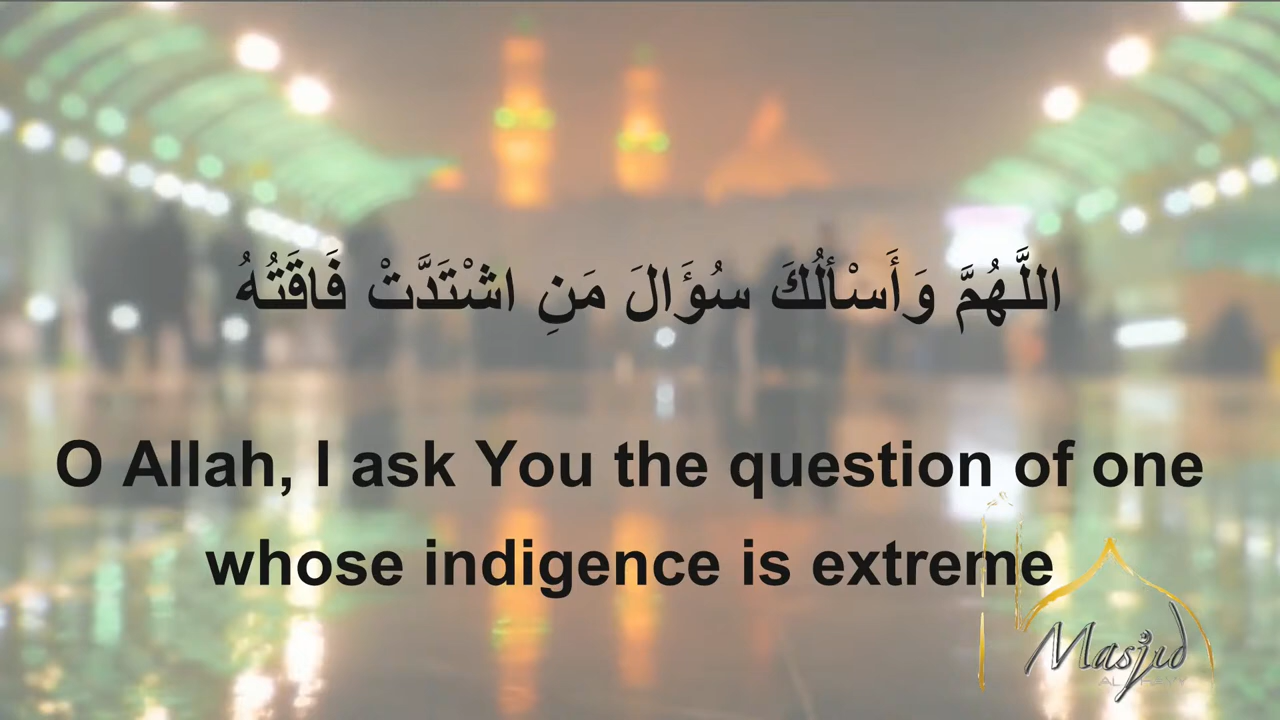 اللَّهُمَّ وَأَسْأَلُكَ سُؤَالَ مَنِ اشْتَدَّتْ فَاقَتُهُ
O Allah, I ask You the question of one
whose indigence is extreme
Masjid